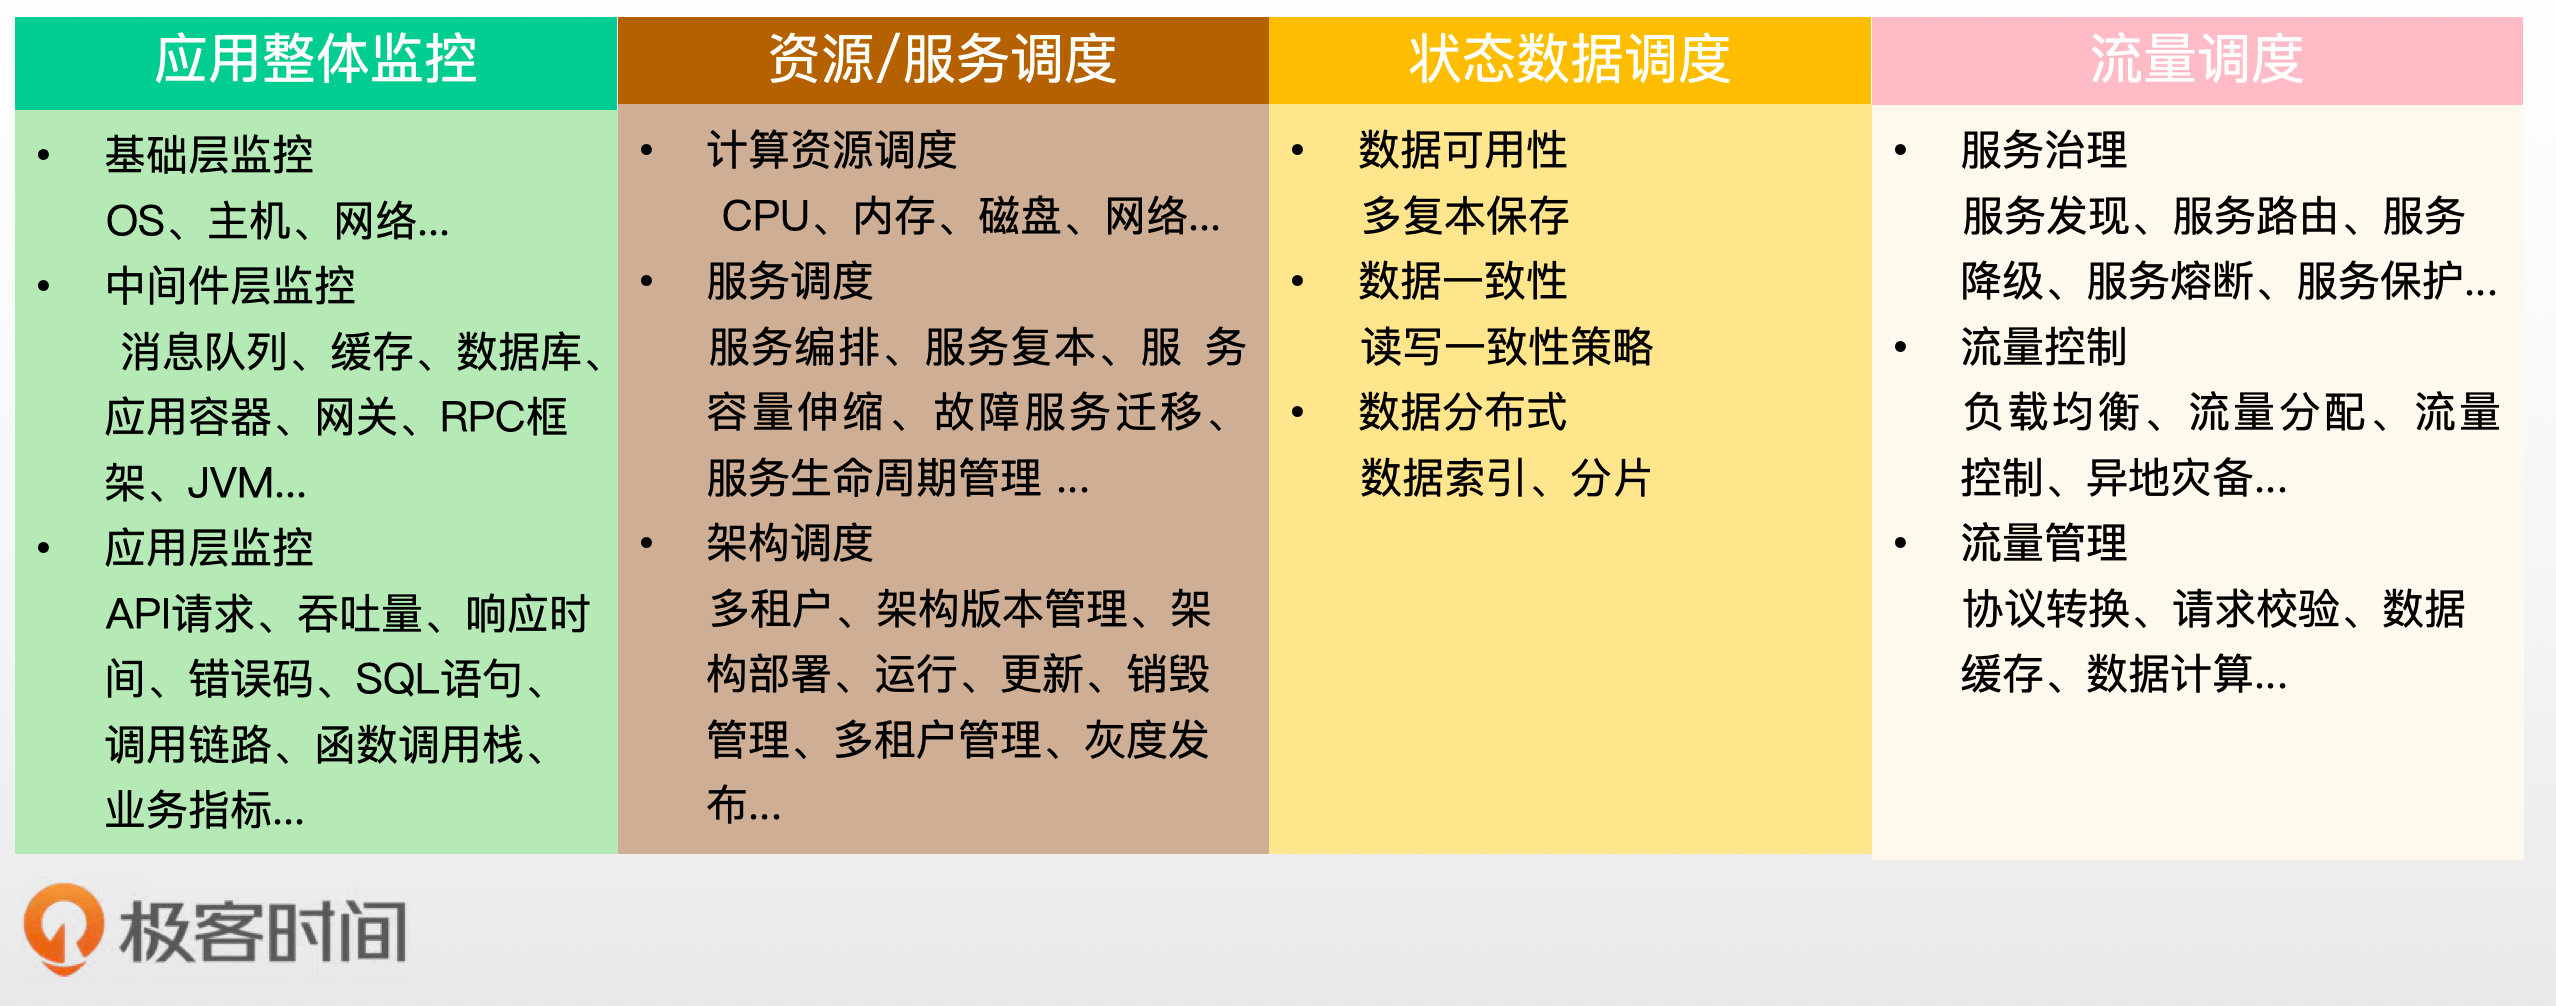 应用整体监控
• 基础层监控
OS、主机、网络...
• 中间件层监控
消息队列、缓存、数据库、
应用容器、网关、RPC框
架、JVM...
• 应用层监控
API请求、吞吐量、响应时
间、错误码、SQL语句、
调用链路、函数调用栈、
业务指标...
资源/服务调度
• 计算资源调度
CPU、内存、磁盘、网络...
• 服务调度
服务编排、服务复本、服 务
容量伸缩、故障服务迁移、
服务生命周期管理 ...
• 架构调度
多租户、架构版本管理、架
构部署、运行、更新、销毁
管理、多租户管理、灰度发
布...
状态数据调度
• 数据可用性
多复本保存
• 数据一致性
读写一致性策略
• 数据分布式
数据索引、分片
流量调度
• 服务治理
服务发现、服务路由、服务
降级、服务熔断、服务保护...
• 流量控制
负载均衡、流量分配、流量
控制、异地灾备...
• 流量管理
协议转换、请求校验、数据
缓存、数据计算...
极客时间